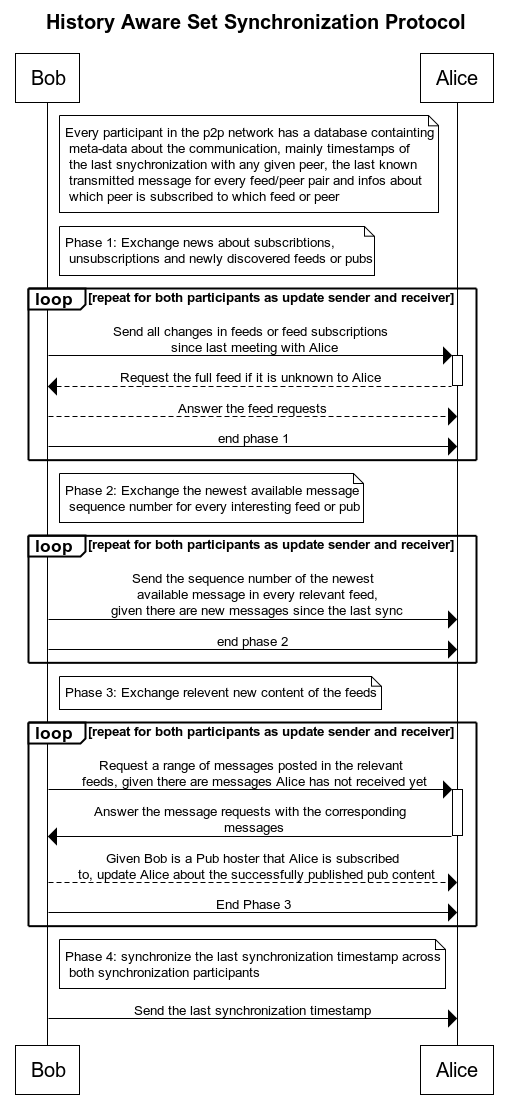 History Aware Set Synchronization Protocol
Bob
Alice
Every participant in the p2p network has a database containting
meta-data about the communication, mainly timestamps of
the last snychronization with any given peer, the last known
transmitted message for every feed/peer pair and infos about
which peer is subscribed to which feed or peer
Phase 1: Exchange news about subscribtions,
unsubscriptions and newly discovered feeds or pubs
loop
[repeat for both participants as update sender and receiver]
Send all changes in feeds or feed subscriptions
since last meeting with Alice
Request the full feed if it is unknown to Alice
Answer the feed requests
end phase 1
Phase 2: Exchange the newest available message
sequence number for every interesting feed or pub
loop
[repeat for both participants as update sender and receiver]
Send the sequence number of the newest
available message in every relevant feed,
given there are new messages since the last sync
end phase 2
Phase 3: Exchange relevent new content of the feeds
loop
[repeat for both participants as update sender and receiver]
Request a range of messages posted in the relevant
feeds, given there are messages Alice has not received yet
Answer the message requests with the corresponding
messages
Given Bob is a Pub hoster that Alice is subscribed
to, update Alice about the successfully published pub content
End Phase 3
Phase 4: synchronize the last synchronization timestamp across
both synchronization participants
Send the last synchronization timestamp
Bob
Alice